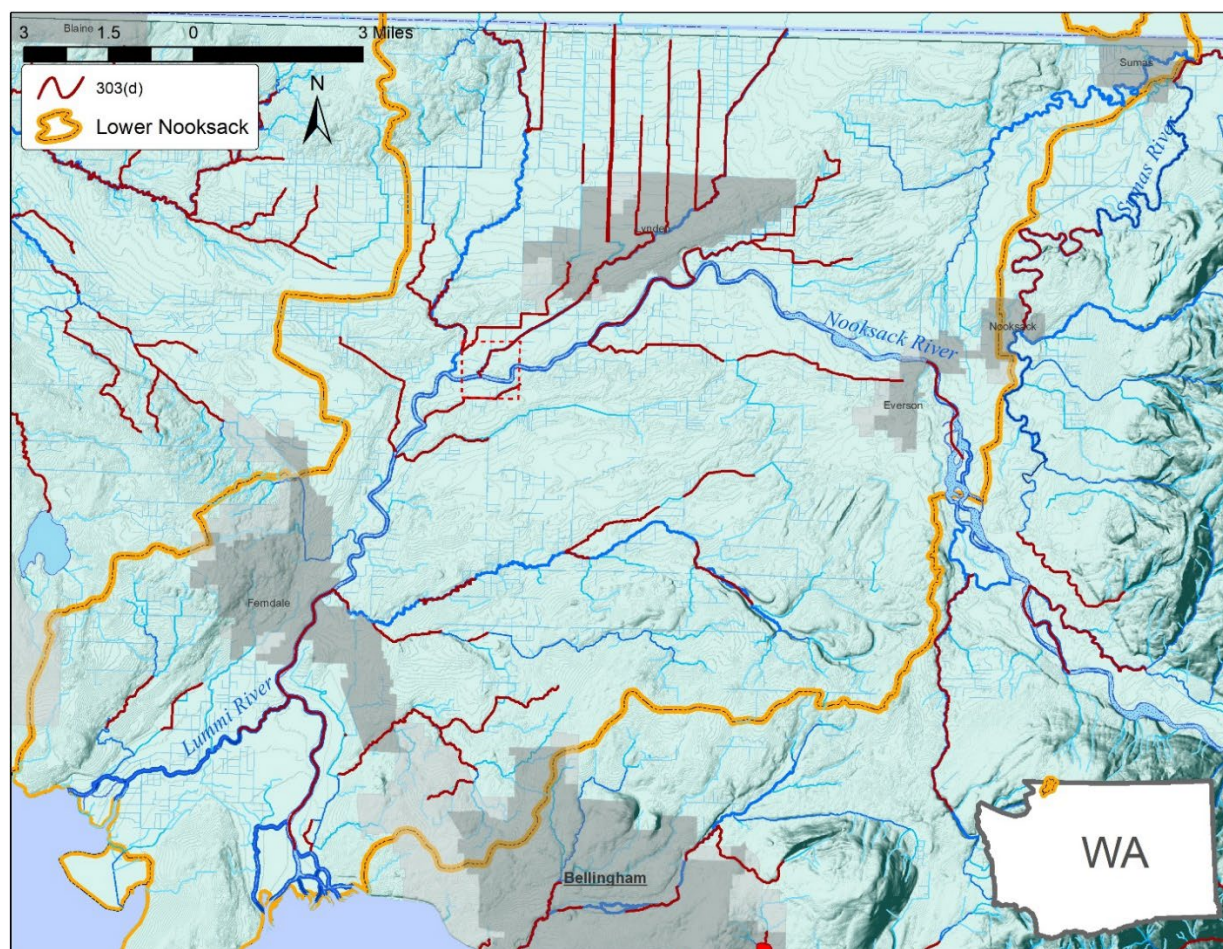 Blaine
3 1.5 0 3 Miles
303(d)
Lower Nooksack
N
Sumas
Sumas River
Lynden
Nooksack River
Nooksack
Everson
Ferndale
Lummi River
Bellingham
WA